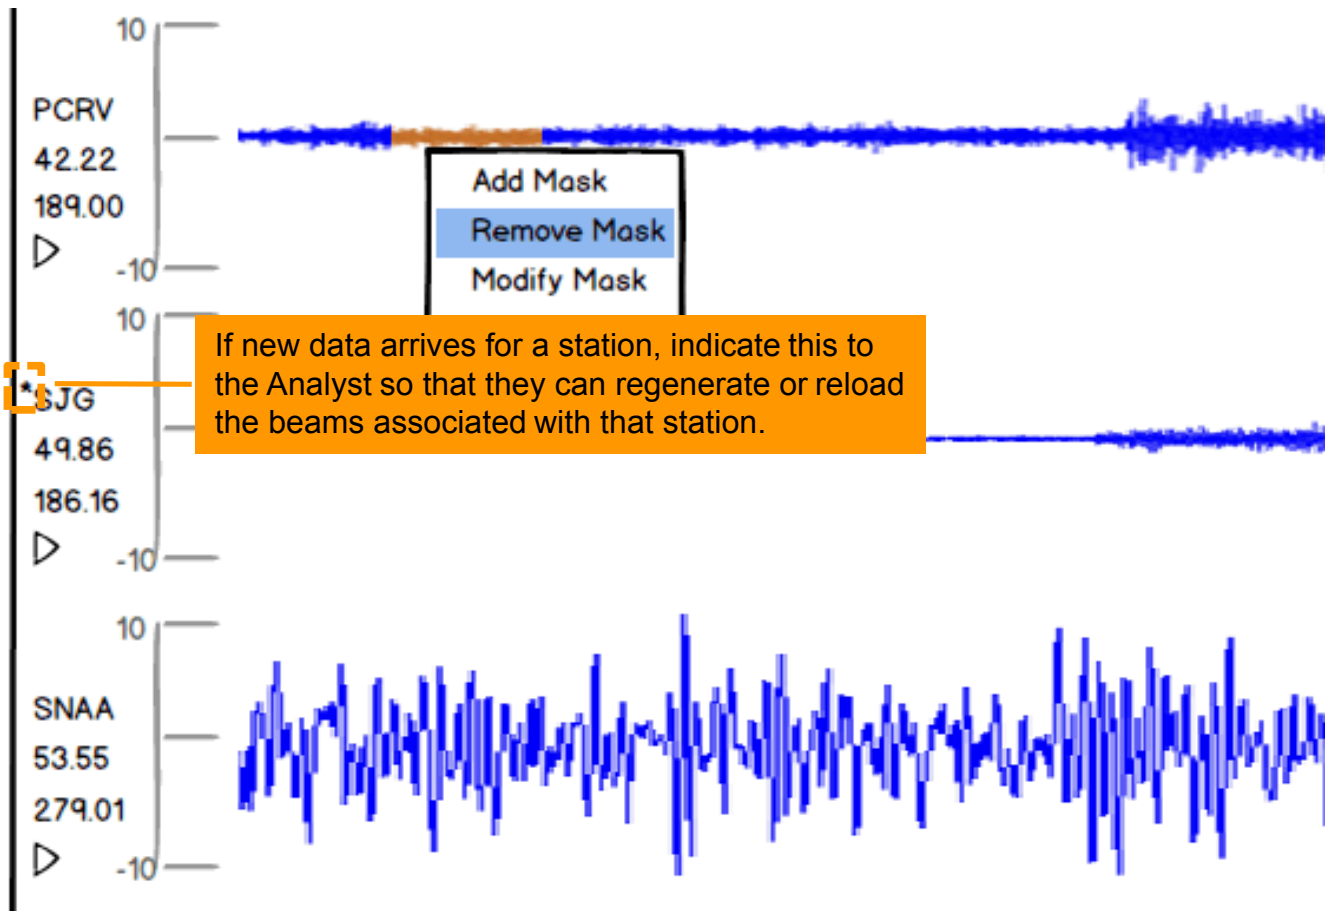 10
PCRV
42.22
189.00
-10
Add Mask
Remove Mask
Modify Mask
10
If new data arrives for a station, indicate this to
the Analyst so that they can regenerate or reload
the beams associated with that station.
*SJG
49.86
186.16
-10
10
SNAA
53.55
279.01
-10